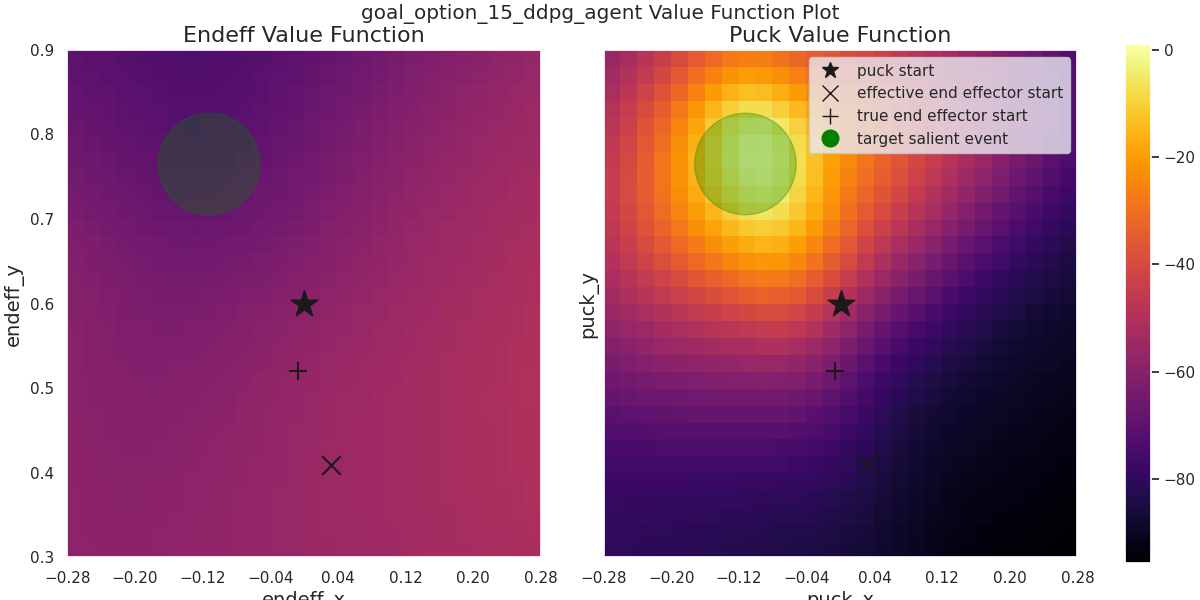 goal_option_15_ddpg_agent Value Function Plot
Endeff Value Function
Puck Value Function
puck start
effective end effector start
true end effector start
target salient event
0.9
0.8
0.7
0.6
0.5
0.4
0.3
endeff_y
puck_y
0
−20
−40
−60
−80
−0.28 −0.20 −0.12 −0.04 0.04 0.12 0.20 0.28
−0.28 −0.20 −0.12 −0.04 0.04 0.12 0.20 0.28
endeff_x
puck_x